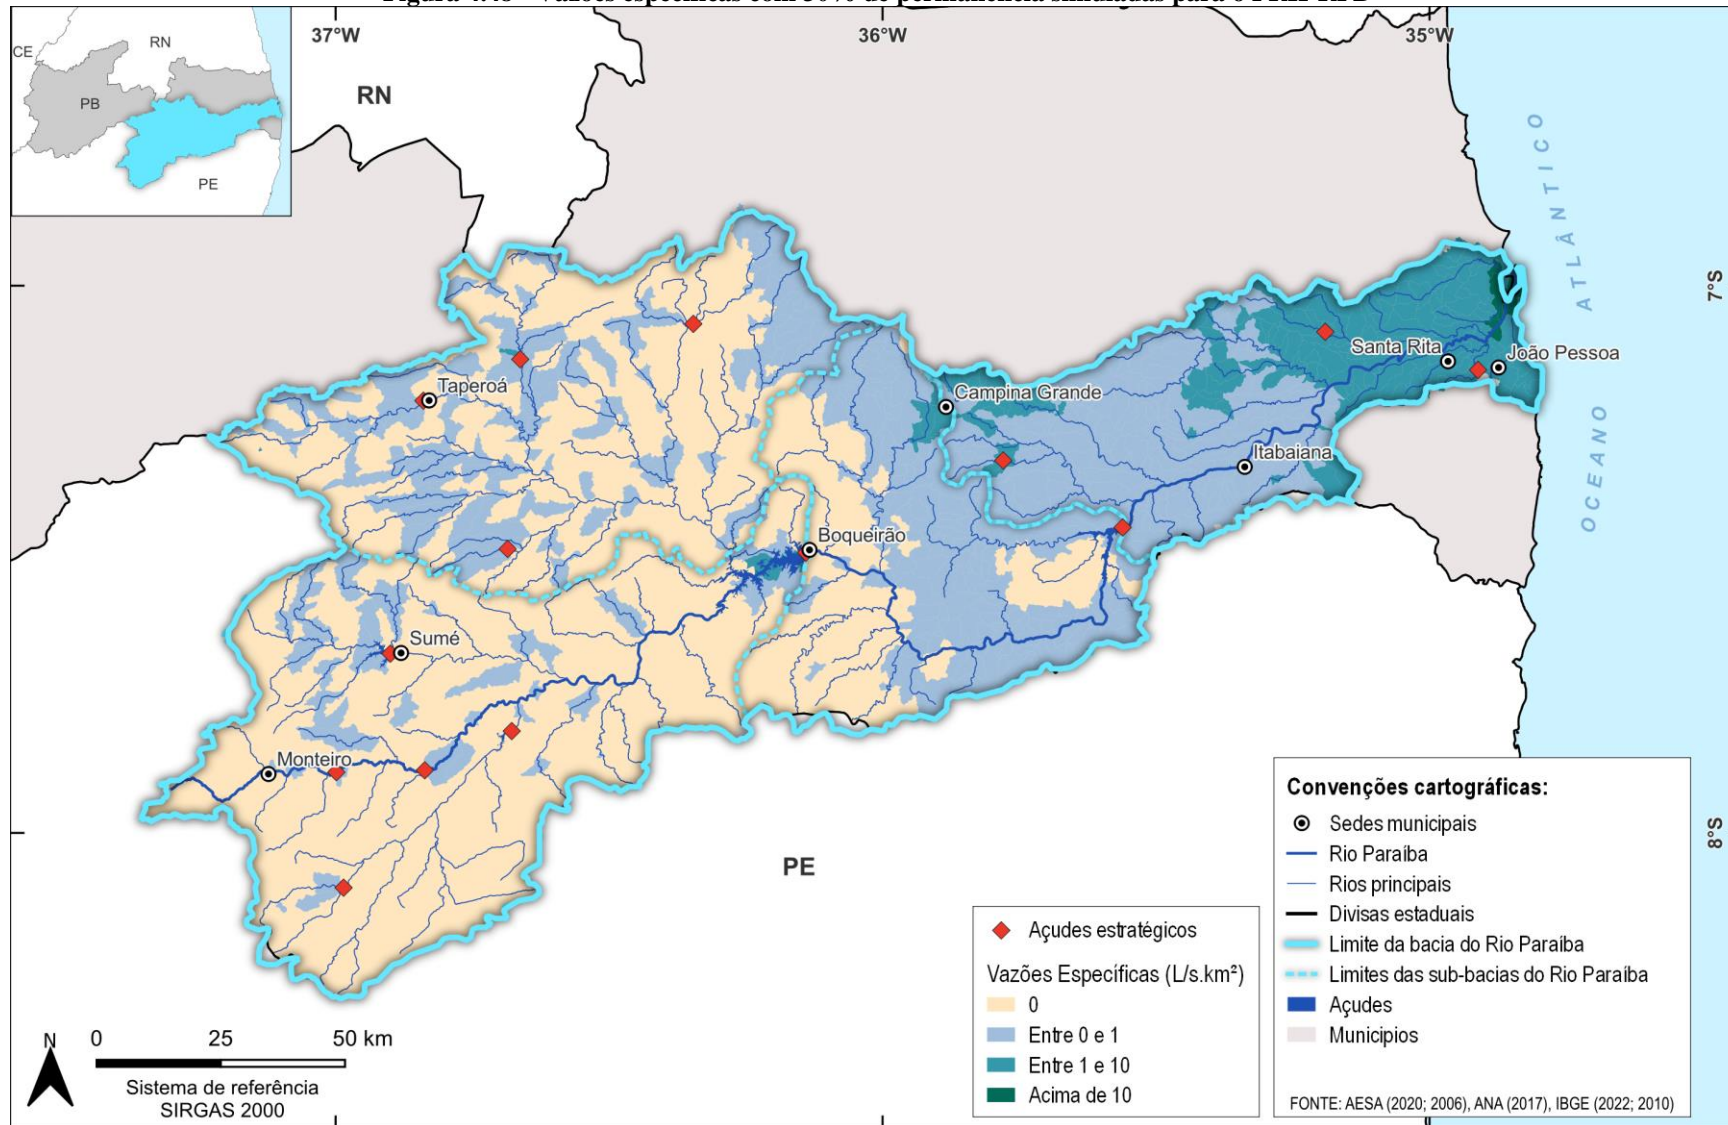 37°W
36°W
35°W
CE
RN
PB
PE
RN
OCEANO ATLÂNTICO
7°S
Santa Rita
João Pessoa
Taperoá
Campina Grande
Itabaiana
Boqueirão
Sumé
Monteiro
8°S
PE
N
0 25 50 km
Sistema de referência
SIRGAS 2000
Açudes estratégicos
Vazões Específicas (L/s.km²)
0
Entre 0 e 1
Entre 1 e 10
Acima de 10
Convenções cartográficas:
Sedes municipais
Rio Paraíba
Rios principais
Divisas estaduais
Limite da bacia do Rio Paraíba
Limites das sub-bacias do Rio Paraíba
Açudes
Municipios
FONTE: AESA (2020; 2006), ANA (2017), IBGE (2022; 2010)